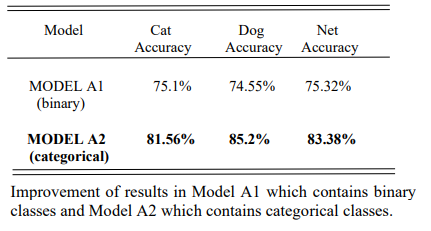 Model Cat Dog Net
Accuracy Accuracy Accuracy
MODEL A1 75.1% 74.55% 75.32%
(binary)
MODEL A2 81.56% 85.2% 83.38%
(categorical)
Improvement of results in Model A1 which contains binary
classes and Model A2 which contains categorical classes.